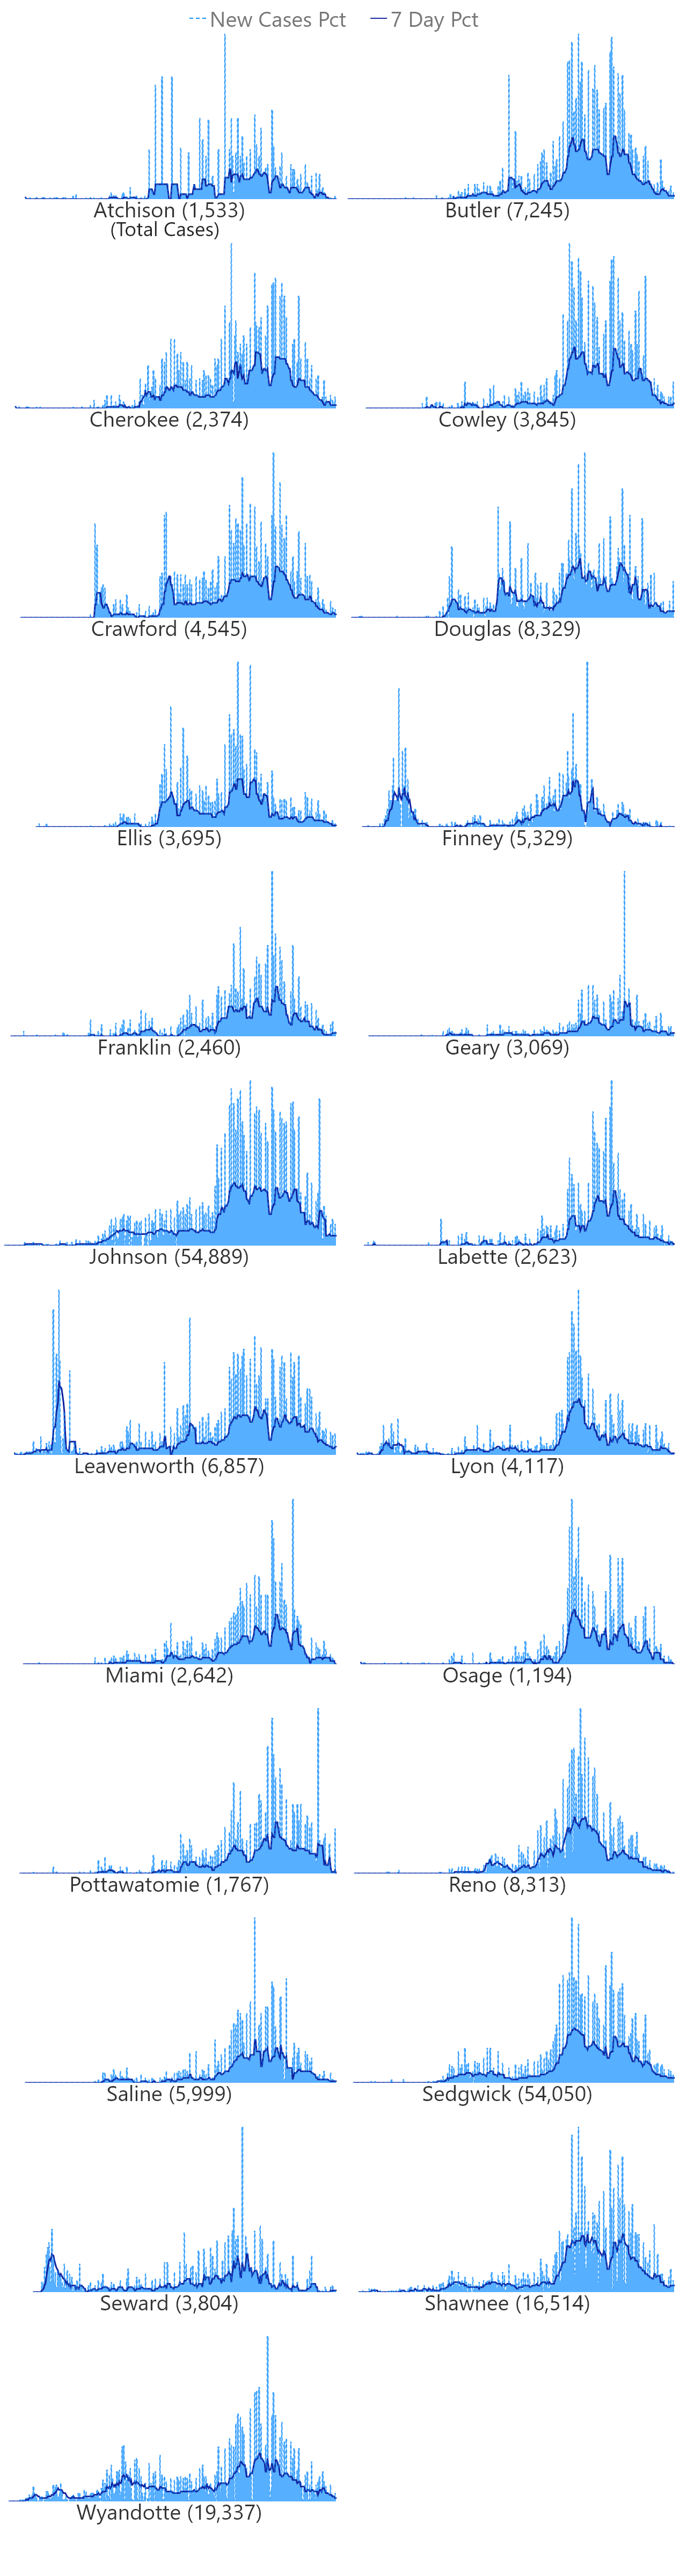 New Cases Pct 7 Day Pct
Atchison (1,533) Butler (7,245)
(Total Cases)
Cherokee (2,374) Cowley (3,845)
Crawford (4,545) Douglas (8,329)
Ellis (3,695) Finney (5,329)
Franklin (2,460) Geary (3,069)
Johnson (54,889) Labette (2,623)
Leavenworth (6,857) Lyon (4,117)
Miami (2,642) Osage (1,194)
Pottawatomie (1,767) Reno (8,313)
Saline (5,999) Sedgwick (54,050)
Seward (3,804) Shawnee (16,514)
Wyandotte (19,337)